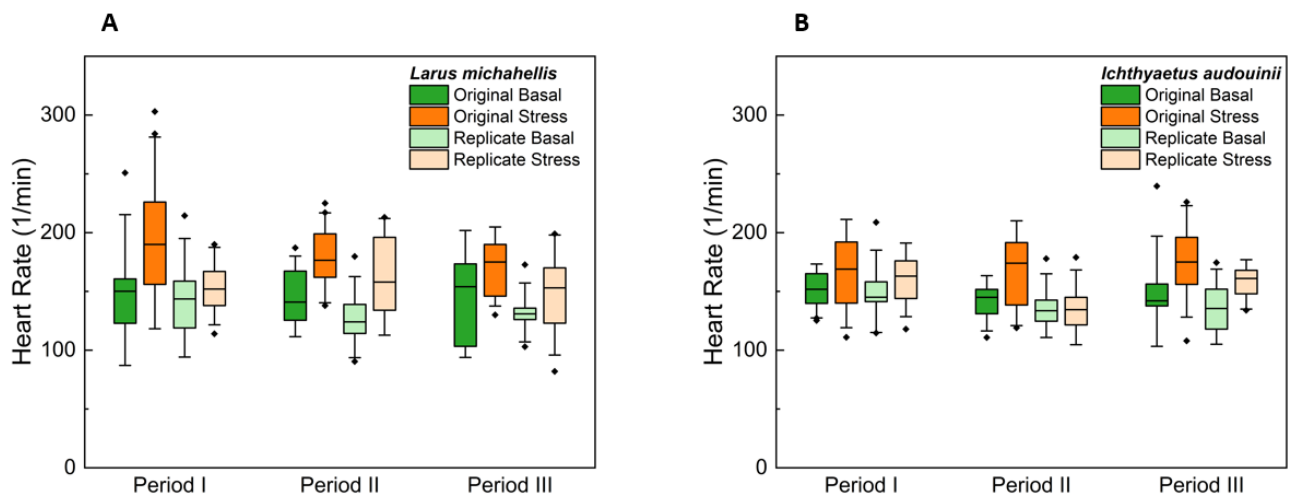 A
Heart Rate (1/min)
300
200
100
0
Larus michahellis
Original Basal
Original Stress
Replicate Basal
Replicate Stress
Period I
Period II
Period III
B
Heart Rate (1/min)
300
200
100
0
Ichthyaetus audouinii
Original Basal
Original Stress
Replicate Basal
Replicate Stress
Period I
Period II
Period III